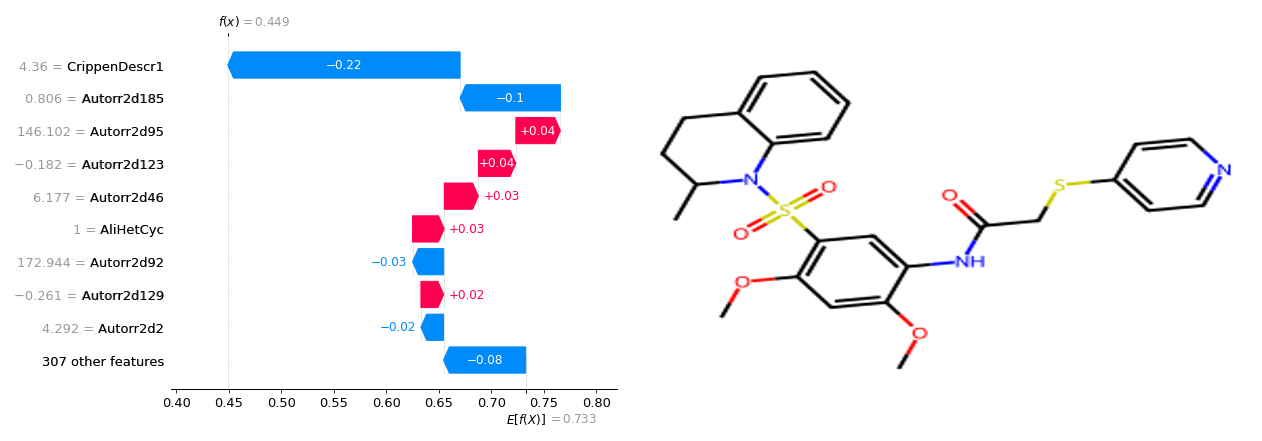 f(x) = 0.449
4.36 = CrippenDescr1
−0.22
0.806 = Autorr2d185
−0.1
146.102 = Autorr2d95
+0.04
−0.182 = Autorr2d123
+0.04
6.177 = Autorr2d46
+0.03
1 = AliHetCyc
+0.03
172.944 = Autorr2d92
−0.03
−0.261 = Autorr2d129
+0.02
4.292 = Autorr2d2
−0.02
307 other features
−0.08
0.40 0.45 0.50 0.55 0.60 0.65 0.70 0.75 0.80
E[f(X)] = 0.733
N
O
S
O
O
O
NH
O
S
N